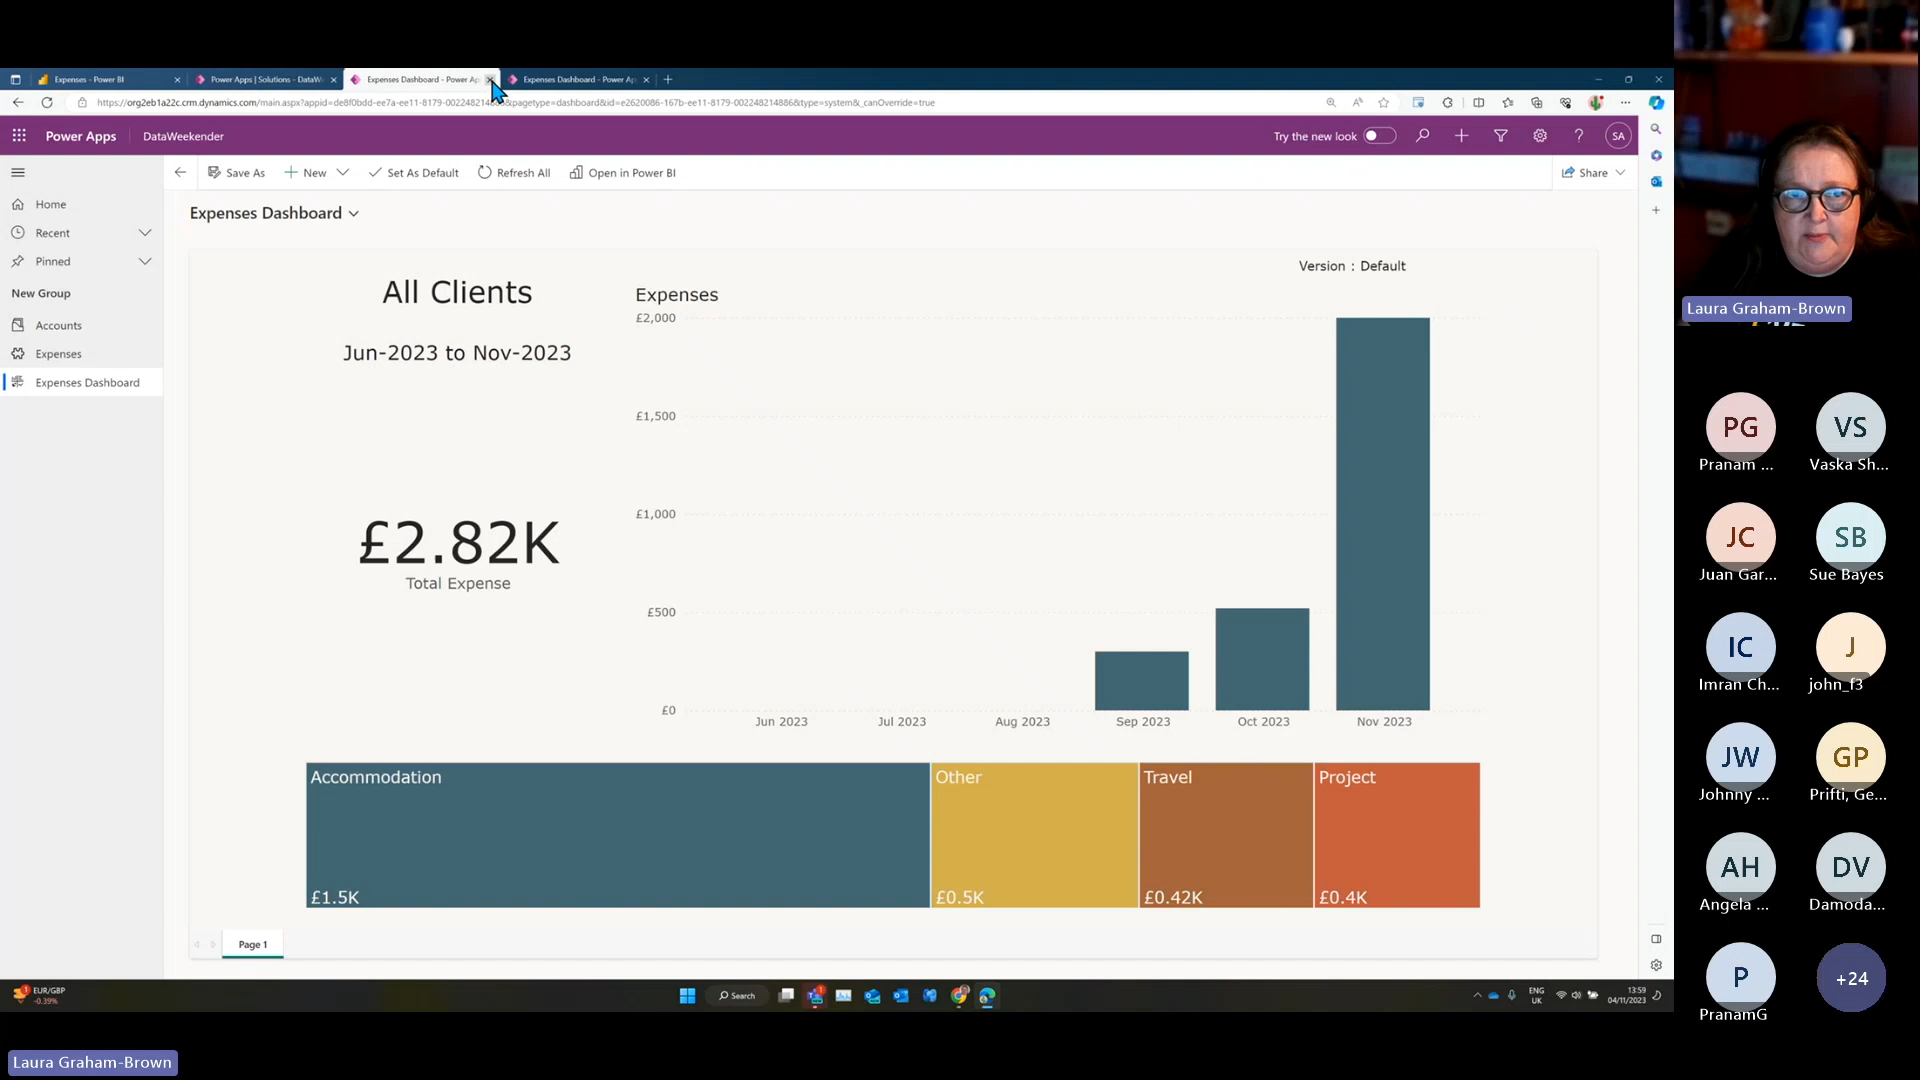 Expenses - Power BI
Power Apps | Solutions - DataW
Expenses Dashboard - Power Ap
Expenses Dashboard - Power Ap
Power Apps
DataWeekender
Try the new look
SA
Save As
New
Set As Default
Refresh All
Open in Power BI
Share
Home
Recent
Pinned
New Group
Accounts
Expenses
Expenses Dashboard
Expenses Dashboard
All Clients
Jun-2023 to Nov-2023
£2.82K
Total Expense
Version : Default
Expenses
£2,000
£1,500
£1,000
£500
£0
Jun 2023
Jul 2023
Aug 2023
Sep 2023
Oct 2023
Nov 2023
Accommodation
£1.5K
Other
£0.5K
Travel
£0.42K
Project
£0.4K
Page 1
EUR/GBP
-0.39%
Search
ENG
UK
13:59
04/11/2023
Laura Graham-Brown
PG
Pranam ...
VS
Vaska Sh...
JC
Juan Gar...
SB
Sue Bayes
IC
Imran Ch...
J
john_f3
JW
Johnny ...
GP
Prifti, Ge...
AH
Angela ...
DV
Damoda...
P
PranamG
+24
Laura Graham-Brown